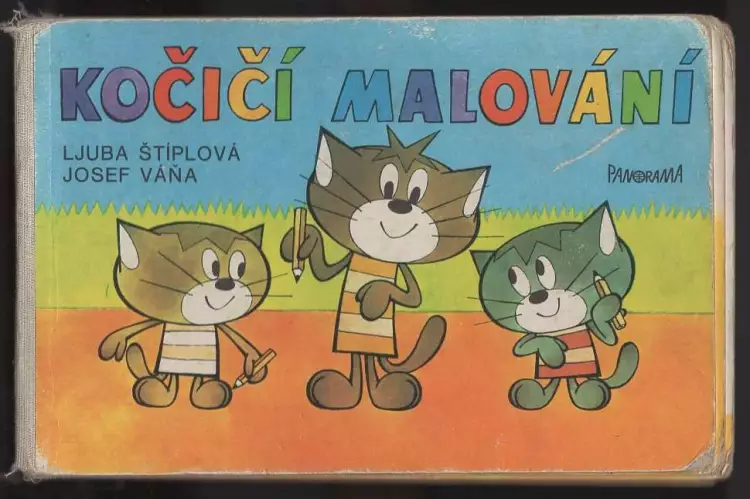 KOČIČÍ MALOVÁNÍ
LJUBA ŠTÍPLOVÁ
JOSEF VÁŇA
PANORAMA